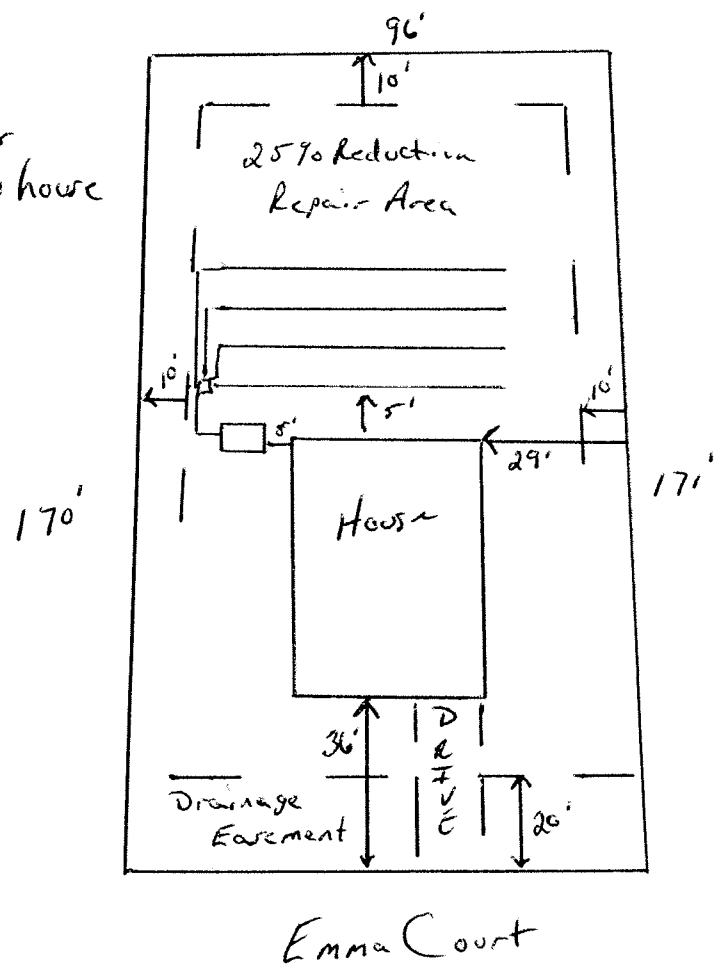 96'
10'
25% Reduction
Repair Area
house
10'
5'
10'
5'
29'
170'
171'
House
36'
DRIVE
Drainage
Easement
20'
Emma Court